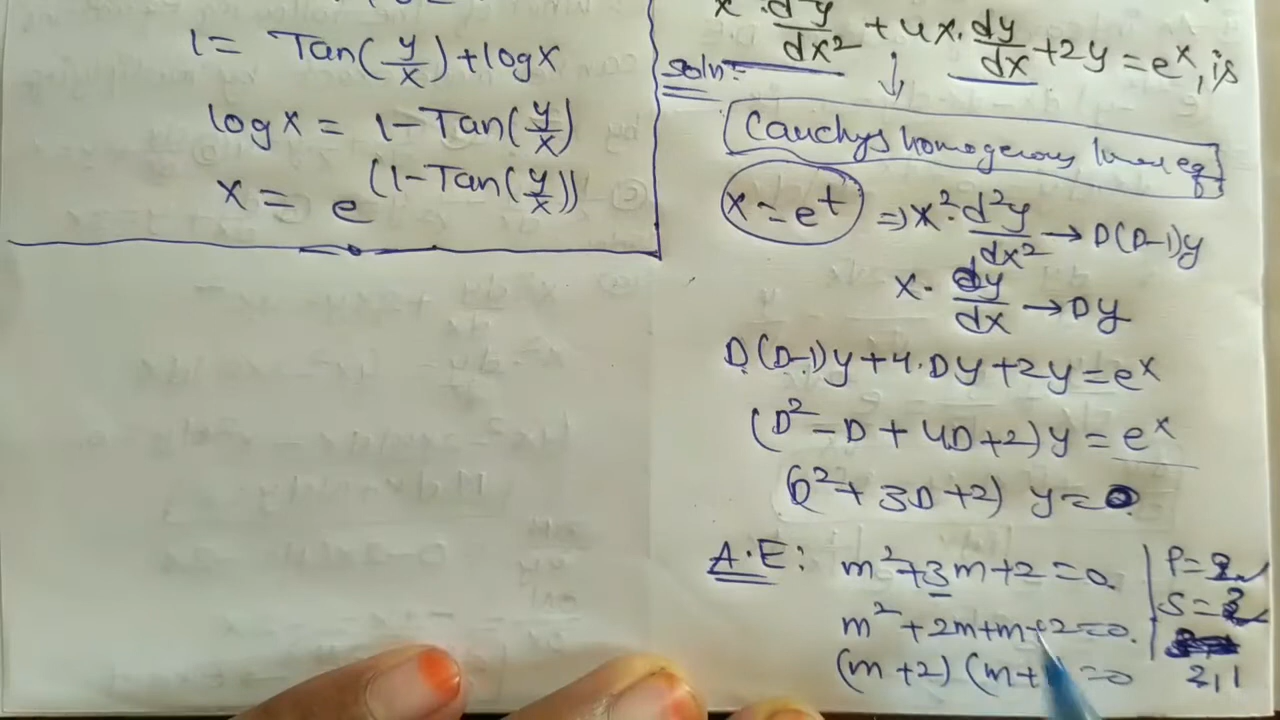 1 = Tan(y/x) + log x
log x = 1 - Tan(y/x)
x = e^(1-Tan(y/x))
x . d y/dx² + 4x. dy/dx + 2y = e^x, is
Soln:-
Cauchys homogenous linear eq
x = e^t => x². d²y/dx² → D(D-1)y
x. dy/dx → Dy
D(D-1)y + 4.Dy + 2y = e^x
(D² - D + 4D + 2) y = e^x
(D² + 3D + 2) y = 0
A.E: m² + 3m + 2 = 0. P = 2
m² + 2m + m + 2 = 0. S = 3
(m + 2) (m + = 0 2,1